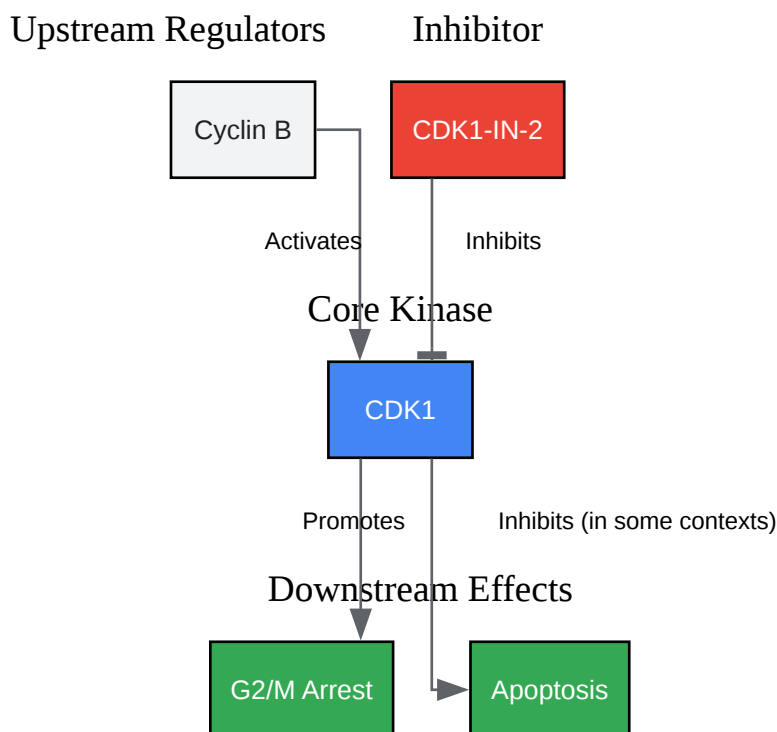 Upstream Regulators
Inhibitor
Cyclin B
CDK1-IN-2
Activates
Inhibits
Core Kinase
CDK1
Promotes
Inhibits (in some contexts)
Downstream Effects
G2/M Arrest
Apoptosis